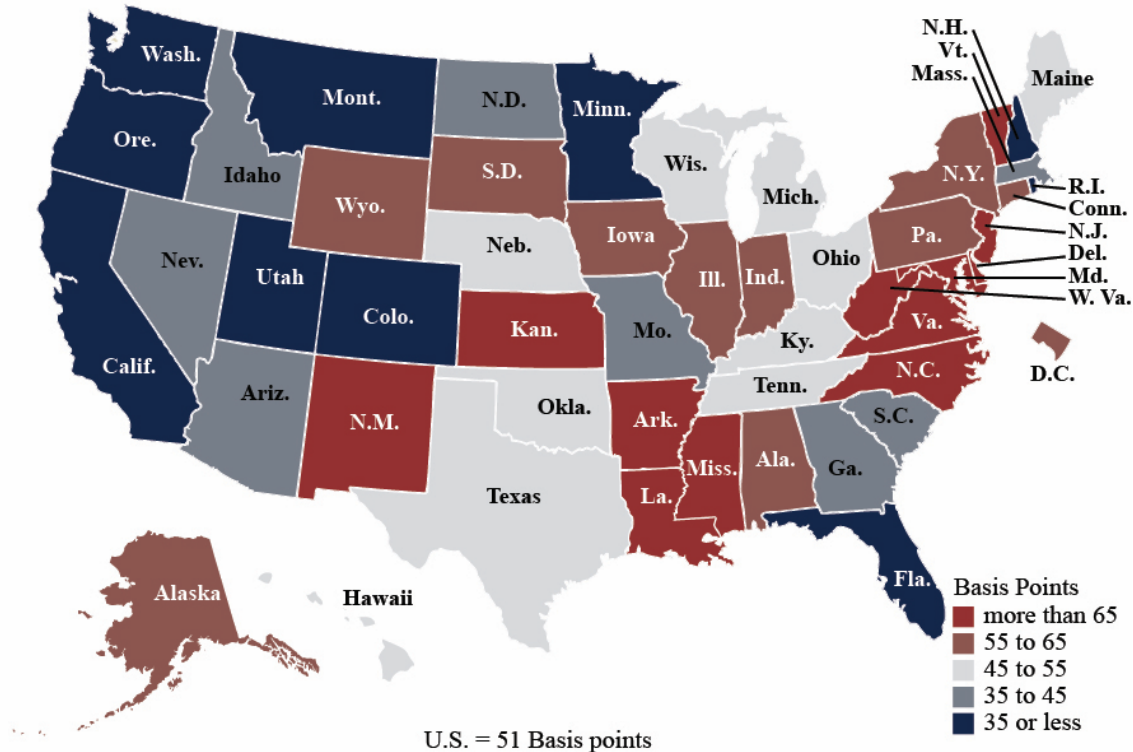 N.H.
Vt.
Mass.
Wash.
Mont.
N.D.
Minn.
Maine
Ore.
Idaho
S.D.
Wis.
Mich.
N.Y.
Wyo.
R.I.
Conn.
N.J.
Del.
Md.
W. Va.
Neb.
Iowa
Pa.
Nev.
Utah
Colo.
Ill.
Ind.
Ohio
Calif.
Kan.
Mo.
Ky.
Va.
D.C.
Ariz.
N.M.
Okla.
Ark.
Tenn.
N.C.
S.C.
Texas
La.
Miss.
Ala.
Ga.
Fla.
Alaska
Hawaii
Basis Points
more than 65
55 to 65
45 to 55
35 to 45
35 or less
U.S. = 51 Basis points